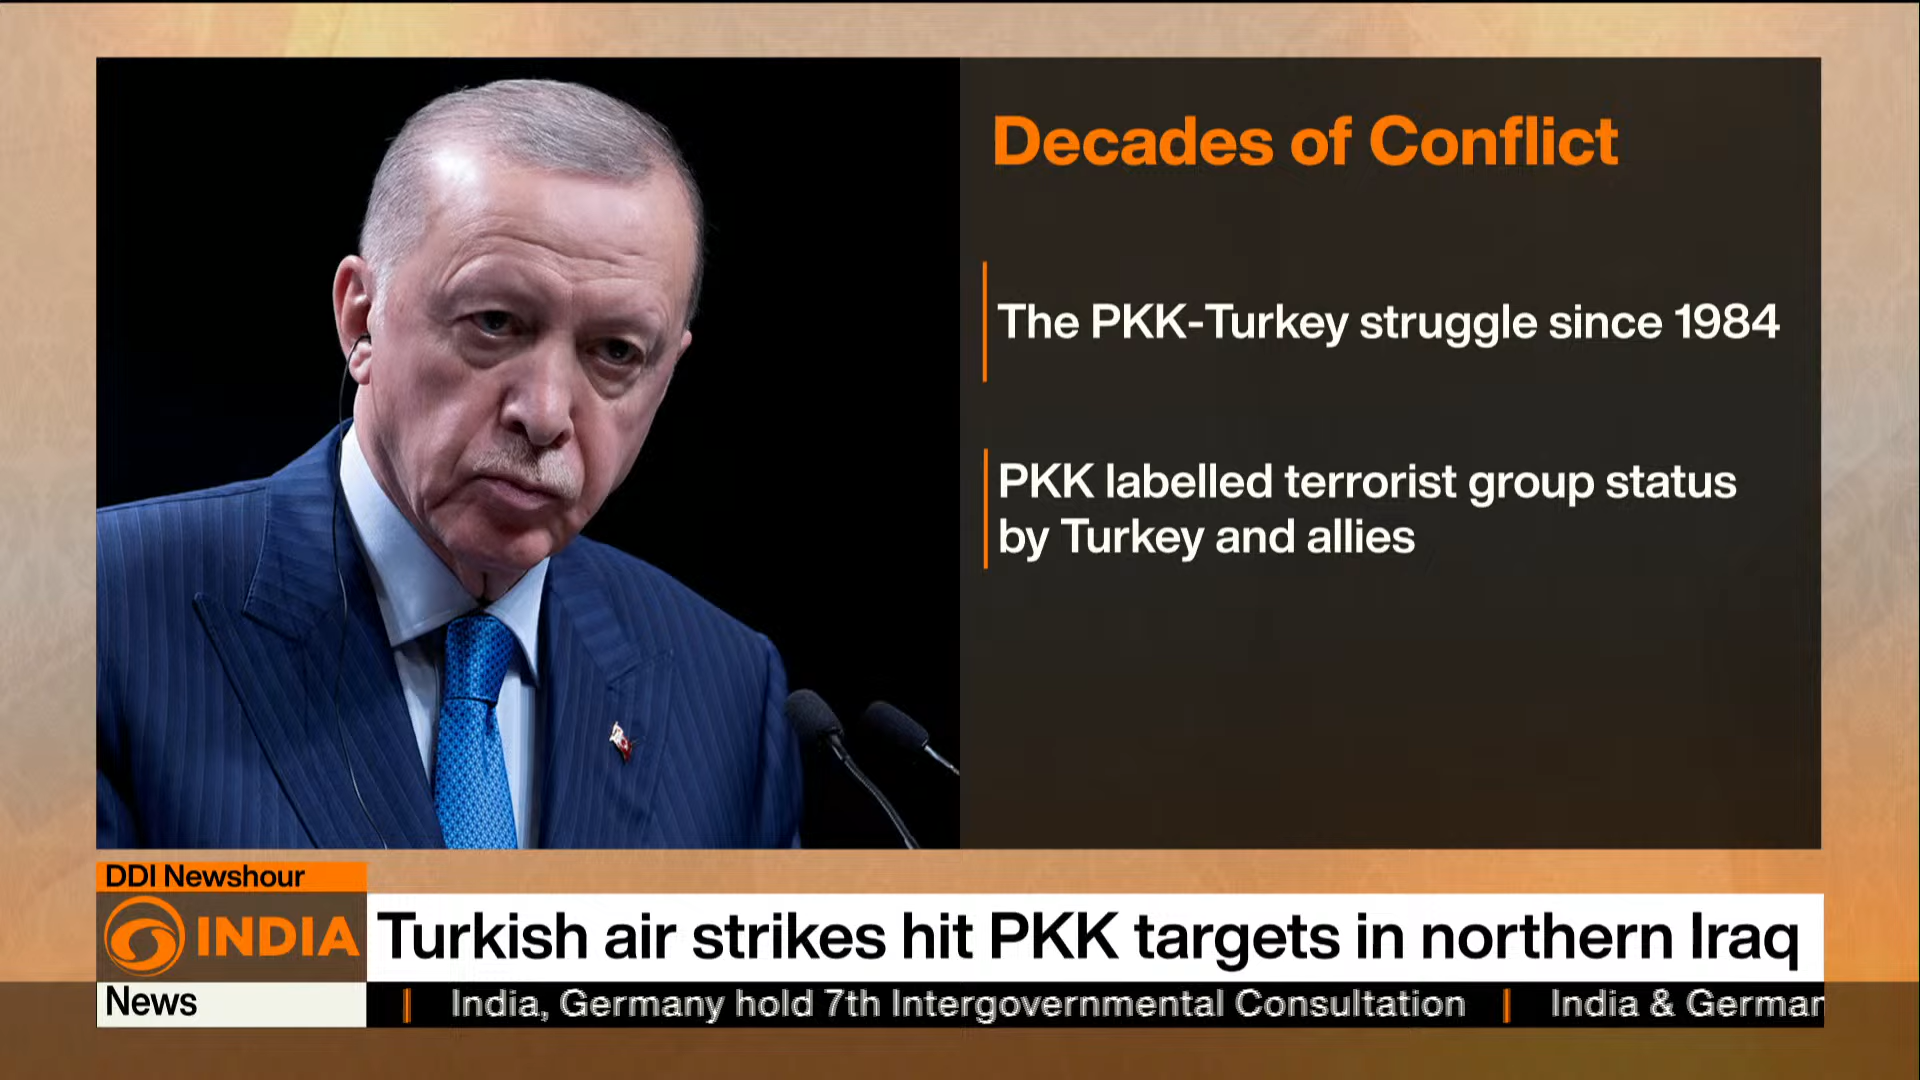 Decades of Conflict
The PKK-Turkey struggle since 1984
PKK labelled terrorist group status
by Turkey and allies
DDI Newshour
INDIA
Turkish air strikes hit PKK targets in northern Iraq
News
| India, Germany hold 7th Intergovernmental Consultation | India & German